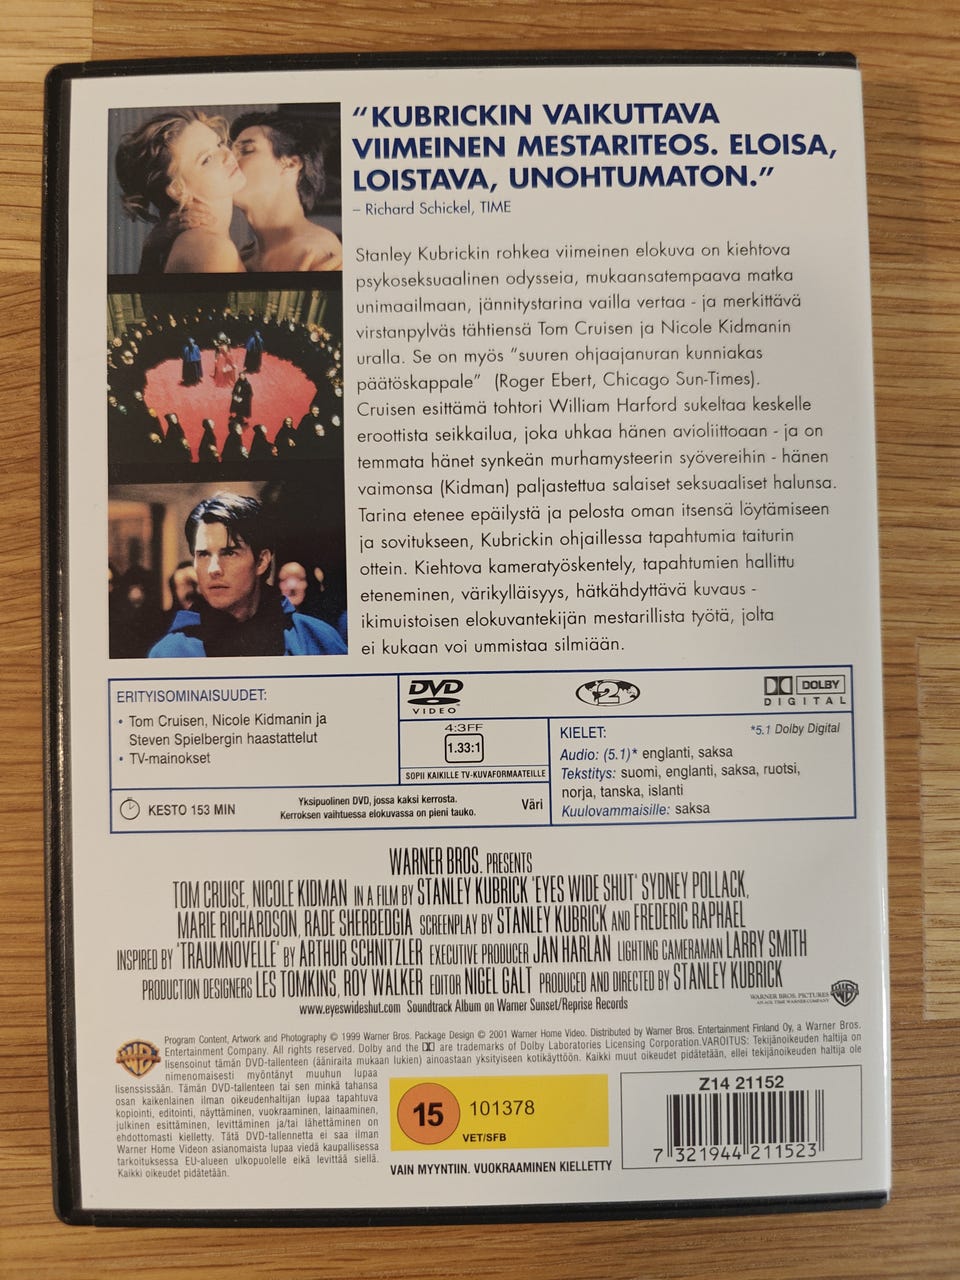 “KUBRICKIN VAIKUTTAVA
VIIMEINEN MESTARITEOS. ELOISA,
LOISTAVA, UNOHTUMATON.”
– Richard Schickel, TIME
Stanley Kubrickin rohkea viimeinen elokuva on kiehtova
psykoseksuaalinen odysseia, mukaansatempaava matka
unimaailmaan, jännitystarina vailla vertaa - ja merkittävä
virstanpylväs tähtiensä Tom Cruisen ja Nicole Kidmanin
uralla. Se on myös ”suuren ohjaajanuran kunniakas
päätöskappale” (Roger Ebert, Chicago Sun-Times).
Cruisen esittämä tohtori William Harford sukeltaa keskelle
eroottista seikkailua, joka uhkaa hänen avioliittoaan - ja on
temmata hänet synkeän murhamysteerin syövereihin - hänen
vaimonsa (Kidman) paljastettua salaiset seksuaaliset halunsa.
Tarina etenee epäilystä ja pelosta oman itsensä löytämiseen
ja sovitukseen, Kubrickin ohjaillessa tapahtumia taiturin
ottein. Kiehtova kameratyöskentely, tapahtumien hallittu
eteneminen, värikylläisyys, hätkähdyttävä kuvaus -
ikimuistoisen elokuvantekijän mestarillista työtä, jolta
ei kukaan voi ummistaa silmiään.
ERITYISOMINAISUUDET:
• Tom Cruisen, Nicole Kidmanin ja
Steven Spielbergin haastattelut
• TV-mainokset
KESTO 153 MIN
Yksipuolinen DVD, jossa kaksi kerrosta.
Kerroksen vaihtuessa elokuvassa on pieni tauko.
Väri
DVD
VIDEO
4:3FF
1.33:1
SOPII KAIKILLE TV-KUVAFORMAATEILLE
2
DOLBY
DIGITAL
KIELET:
*5.1 Dolby Digital
Audio: (5.1)* englanti, saksa
Tekstitys: suomi, englanti, saksa, ruotsi,
norja, tanska, islanti
Kuulovammaisille: saksa
WARNER BROS. PRESENTS
TOM CRUISE, NICOLE KIDMAN IN A FILM BY STANLEY KUBRICK 'EYES WIDE SHUT' SYDNEY POLLACK,
MARIE RICHARDSON, RADE SHERBEDGIA SCREENPLAY BY STANLEY KUBRICK AND FREDERIC RAPHAEL
INSPIRED BY 'TRAUMNOVELLE' BY ARTHUR SCHNITZLER EXECUTIVE PRODUCER JAN HARLAN LIGHTING CAMERAMAN LARRY SMITH
PRODUCTION DESIGNERS LES TOMKINS, ROY WALKER EDITOR NIGEL GALT PRODUCED AND DIRECTED BY STANLEY KUBRICK
www.eyeswideshut.com Soundtrack Album on Warner Sunset/Reprise Records
WARNER BROS. PICTURES
AN AOL TIME WARNER COMPANY
Program Content, Artwork and Photography © 1999 Warner Bros. Package Design © 2001 Warner Home Video. Distributed by Warner Bros. Entertainment Finland Oy, a Warner Bros.
Entertainment Company. All rights reserved. Dolby and the are trademarks of Dolby Laboratories Licensing Corporation.VAROITUS: Tekijänoikeuden haltija on
lisensoinut tämän DVD-tallenteen (ääniraita mukaan lukien) ainoastaan yksityiseen kotikäyttöön. Kaikki muut oikeudet pidätetään, ellei tekijänoikeuden haltija ole
nimenomaisesti myöntänyt muuhun lupaa
lisenssissään. Tämän DVD-tallenteen tai sen minkä tahansa
osan kaikenlainen ilman oikeudenhaltijan lupaa tapahtuva
kopiointi, editointi, näyttäminen, vuokraaminen, lainaaminen,
julkinen esittäminen, levittäminen ja/tai lähettäminen on
ehdottomasti kielletty. Tätä DVD-tallennetta ei saa ilman
Warner Home Videon asianomaista lupaa viedä kaupallisessa
tarkoituksessa EU-alueen ulkopuolelle eikä levittää siellä.
Kaikki oikeudet pidätetään.
15
101378
VET/SFB
VAIN MYYNTIIN. VUOKRAAMINEN KIELLETTY
Z14 21152
7 321944 211523